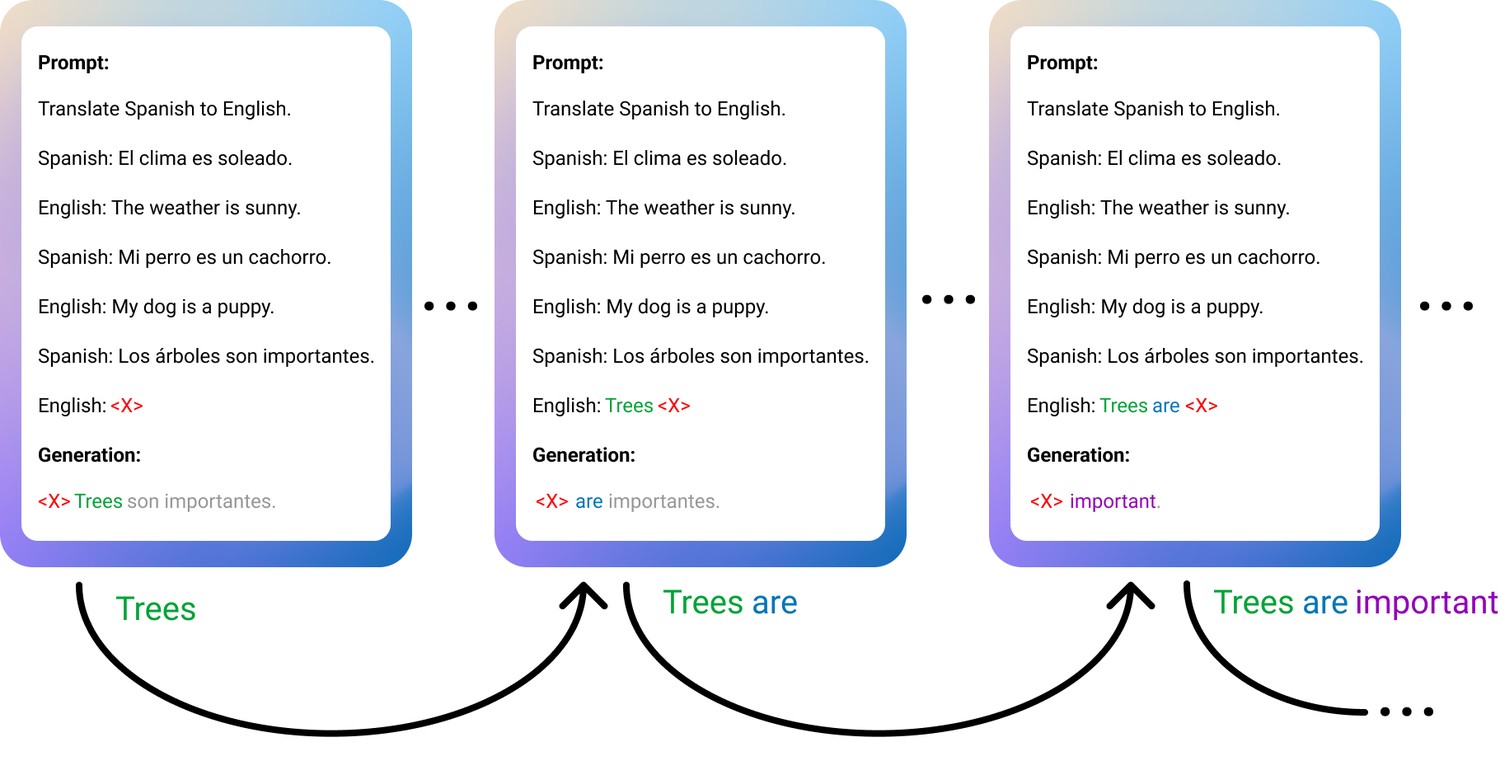 Prompt:
Translate Spanish to English.
Spanish: El clima es soleado.
English: The weather is sunny.
Spanish: Mi perro es un cachorro.
English: My dog is a puppy.
Spanish: Los árboles son importantes.
English: <X>
Generation:
<X> Trees son importantes.
Prompt:
Translate Spanish to English.
Spanish: El clima es soleado.
English: The weather is sunny.
Spanish: Mi perro es un cachorro.
English: My dog is a puppy.
Spanish: Los árboles son importantes.
English: Trees <X>
Generation:
<X> are importantes.
Prompt:
Translate Spanish to English.
Spanish: El clima es soleado.
English: The weather is sunny.
Spanish: Mi perro es un cachorro.
English: My dog is a puppy.
Spanish: Los árboles son importantes.
English: Trees are <X>
Generation:
<X> important.
Trees
Trees are
Trees are important